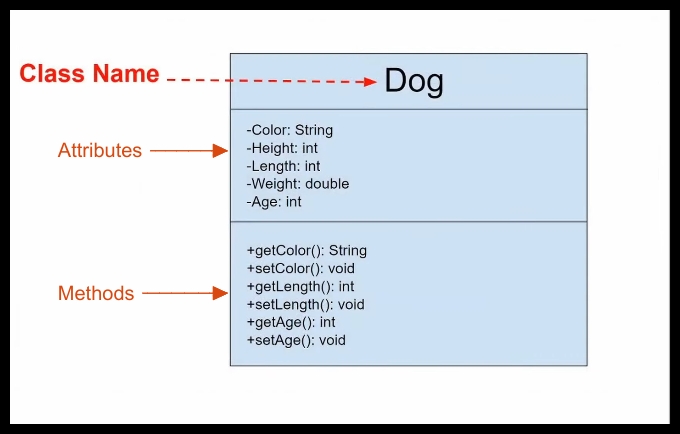 Class Name
Dog
Attributes
-Color: String
-Height: int
-Length: int
-Weight: double
-Age: int
Methods
+getColor(): String
+setColor(): void
+getLength(): int
+setLength(): void
+getAge(): int
+setAge(): void